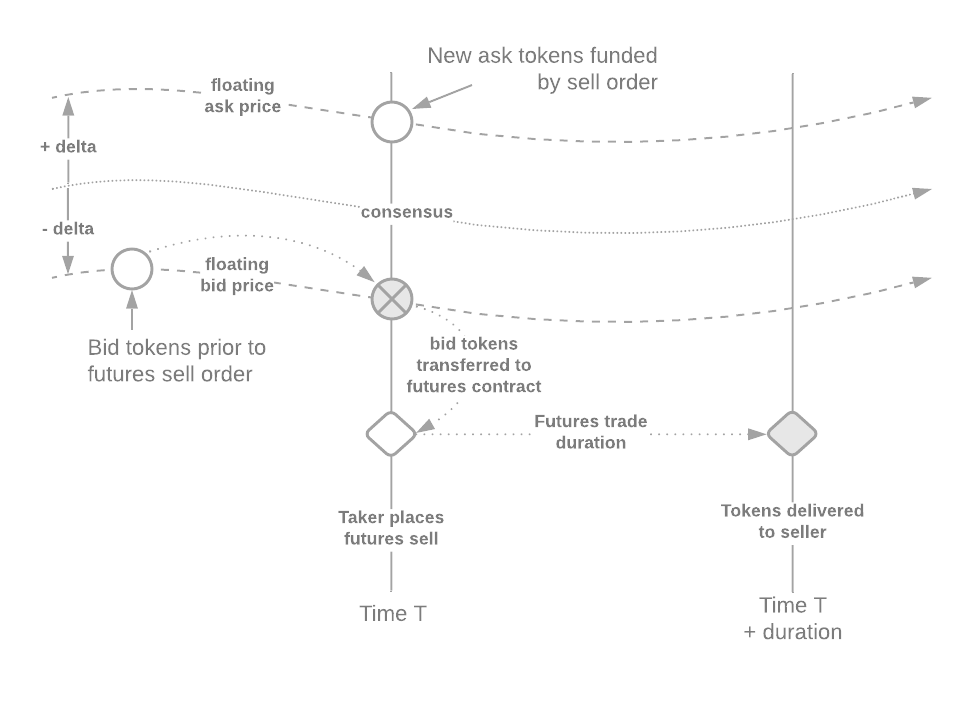 New ask tokens funded
by sell order
floating
ask price
+ delta
consensus
- delta
floating
bid price
Bid tokens prior to
futures sell order
bid tokens
transferred to
futures contract
Futures trade
duration
Taker places
futures sell
Tokens delivered
to seller
Time T
Time T
+ duration